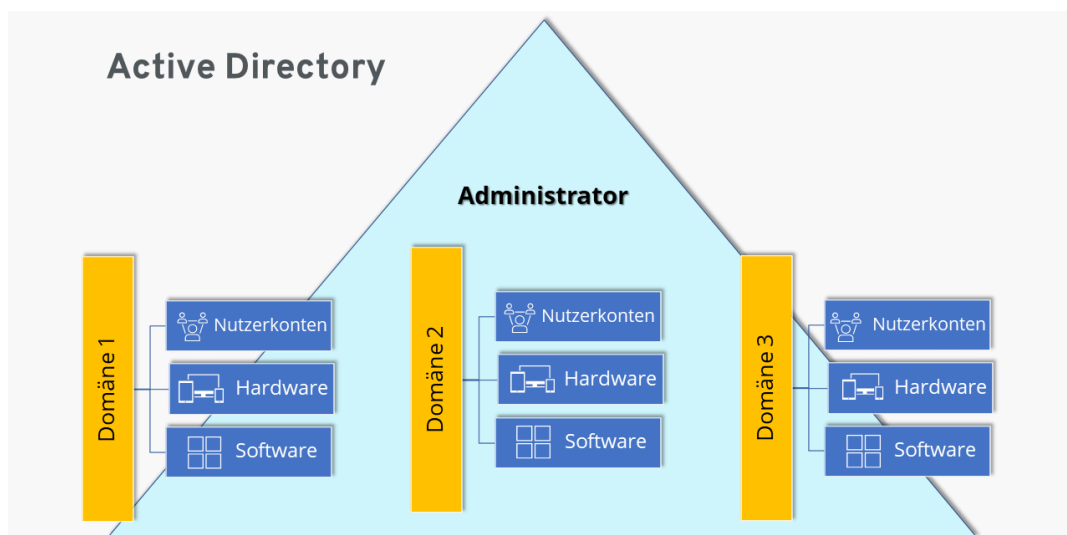 Active Directory
Administrator
Domäne 1
Nutzerkonten
Hardware
Software
Domäne 2
Nutzerkonten
Hardware
Software
Domäne 3
Nutzerkonten
Hardware
Software